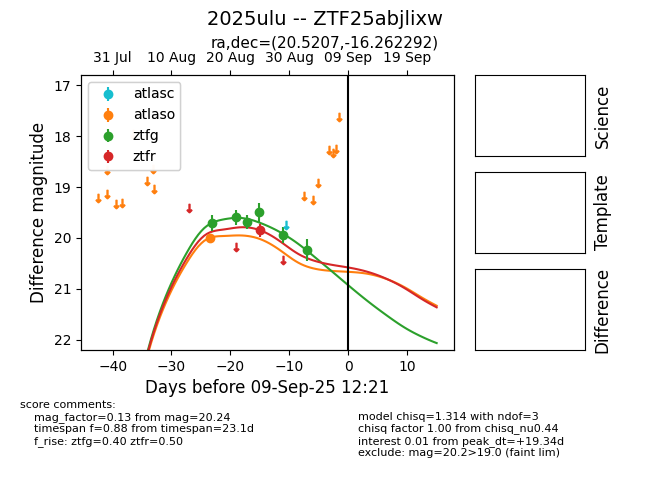 2025ulu -- ZTF25abjlixw
ra,dec=(20.5207,-16.262292)
31 Jul 10 Aug 20 Aug 30 Aug 09 Sep 19 Sep
atlasc
atlaso
ztfg
ztfr
17
18
19
20
21
22
Difference magnitude
−40 −30 −20 −10 0 10
Days before 09-Sep-25 12:21
Science
Template
Difference
score comments:
mag_factor=0.13 from mag=20.24
timespan f=0.88 from timespan=23.1d
f_rise: ztfg=0.40 ztfr=0.50
model chisq=1.314 with ndof=3
chisq factor 1.00 from chisq_nu0.44
interest 0.01 from peak_dt=+19.34d
exclude: mag=20.2>19.0 (faint lim)